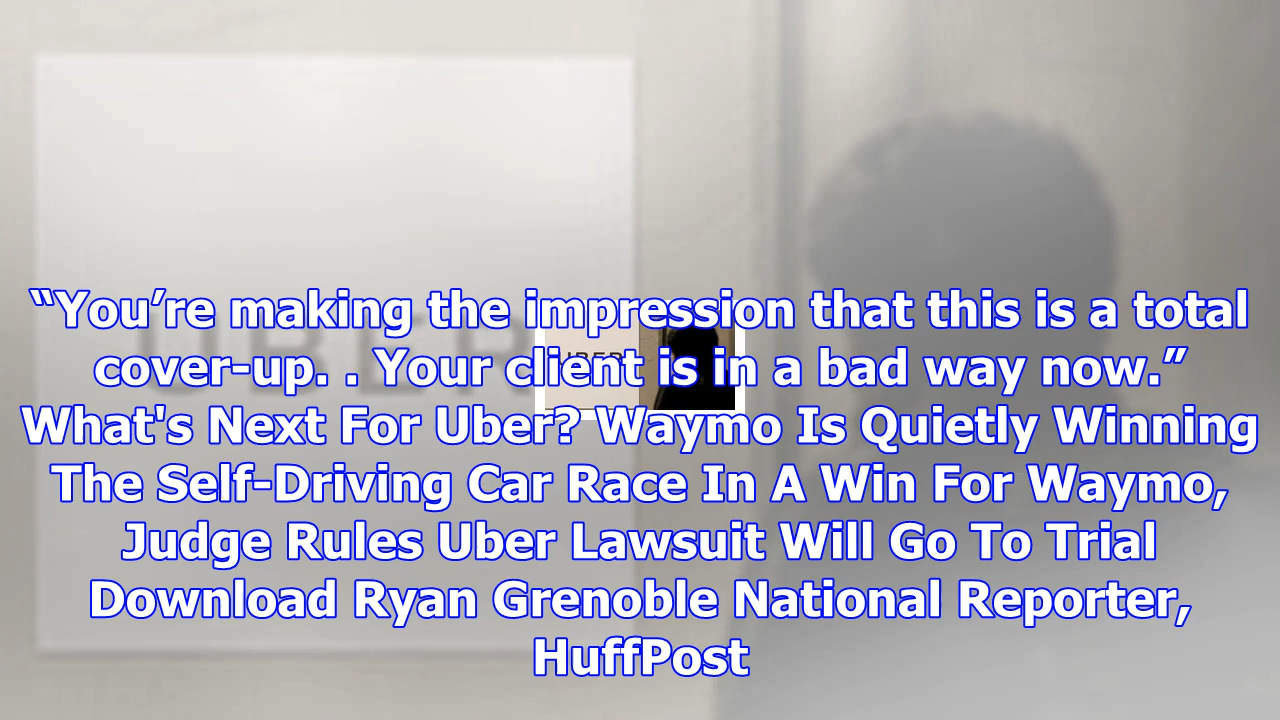 “You’re making the impression that this is a total
cover-up. . Your client is in a bad way now.”
What's Next For Uber? Waymo Is Quietly Winning
The Self-Driving Car Race In A Win For Waymo,
Judge Rules Uber Lawsuit Will Go To Trial
Download Ryan Grenoble National Reporter,
HuffPost
UBER
UBER